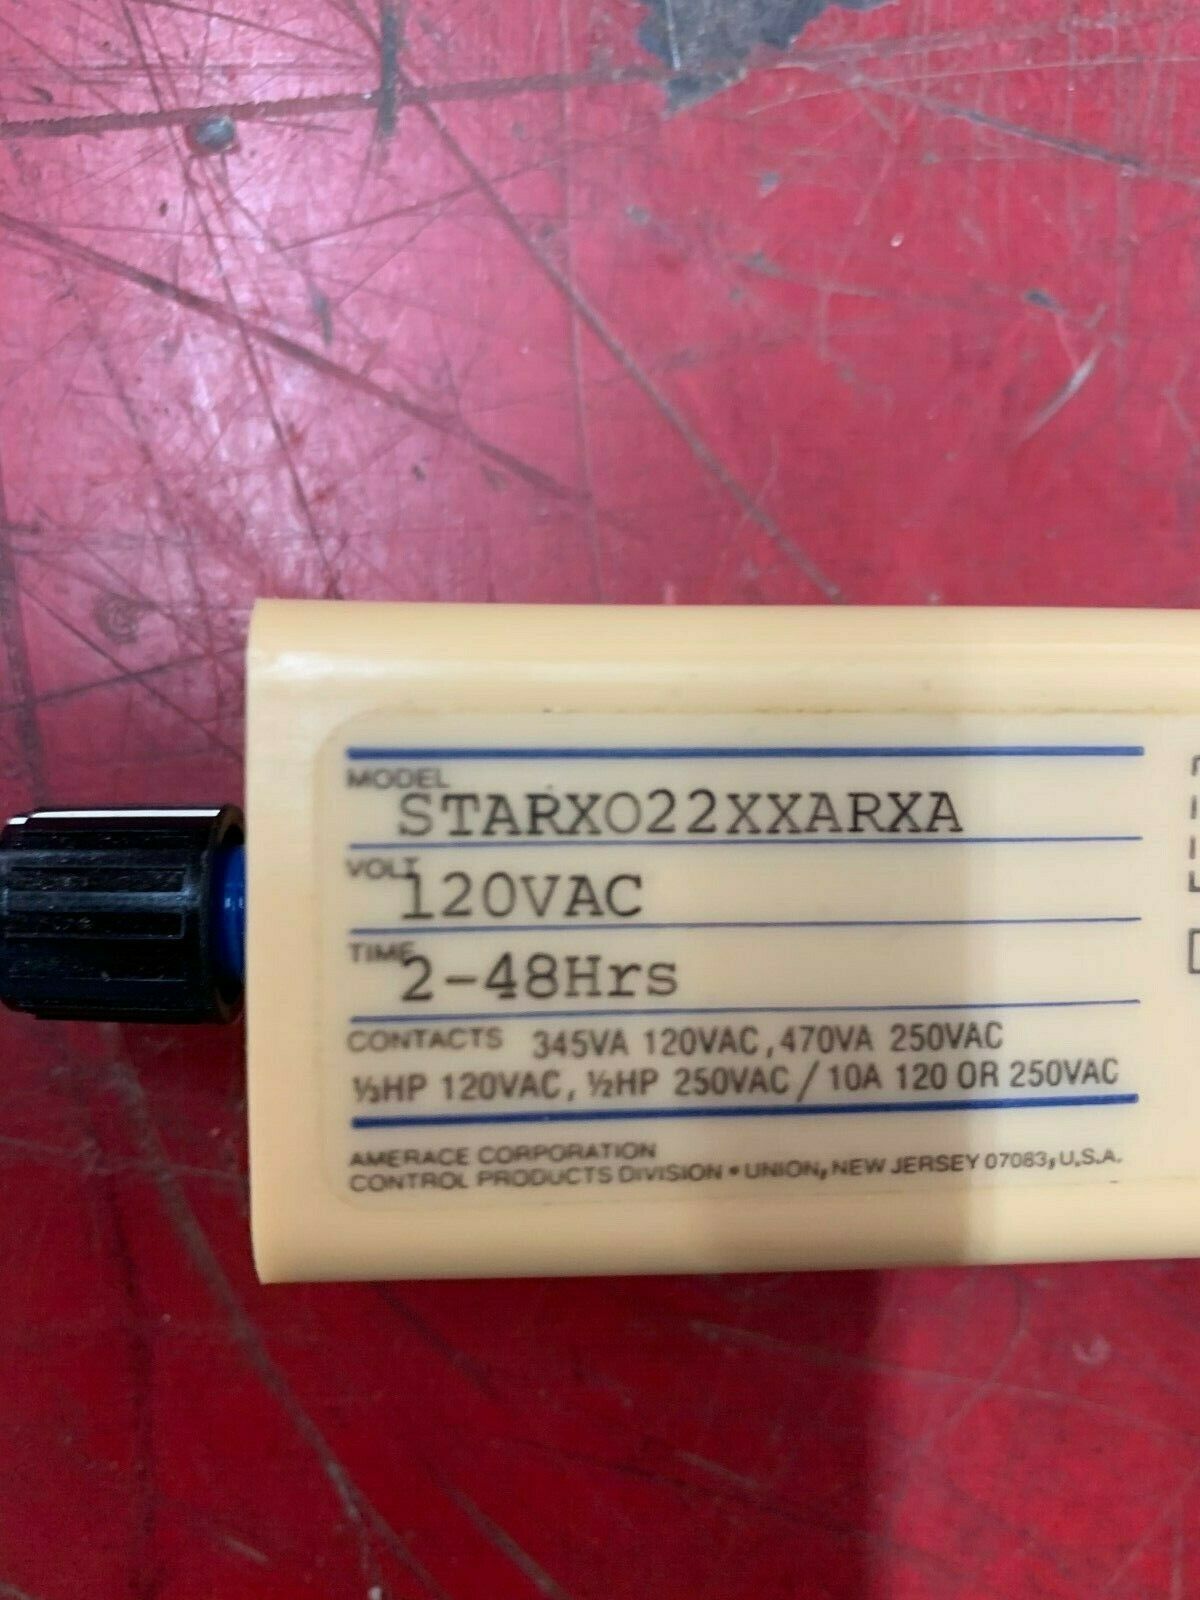 MODEL
STARXO22XXARXA
VOLT
120VAC
TIME
2-48Hrs
CONTACTS 345VA 120VAC, 470VA 250VAC
⅓HP 120VAC, ½HP 250VAC / 10A 120 OR 250VAC
AMERACE CORPORATION
CONTROL PRODUCTS DIVISION • UNION, NEW JERSEY 07083, U.S.A.